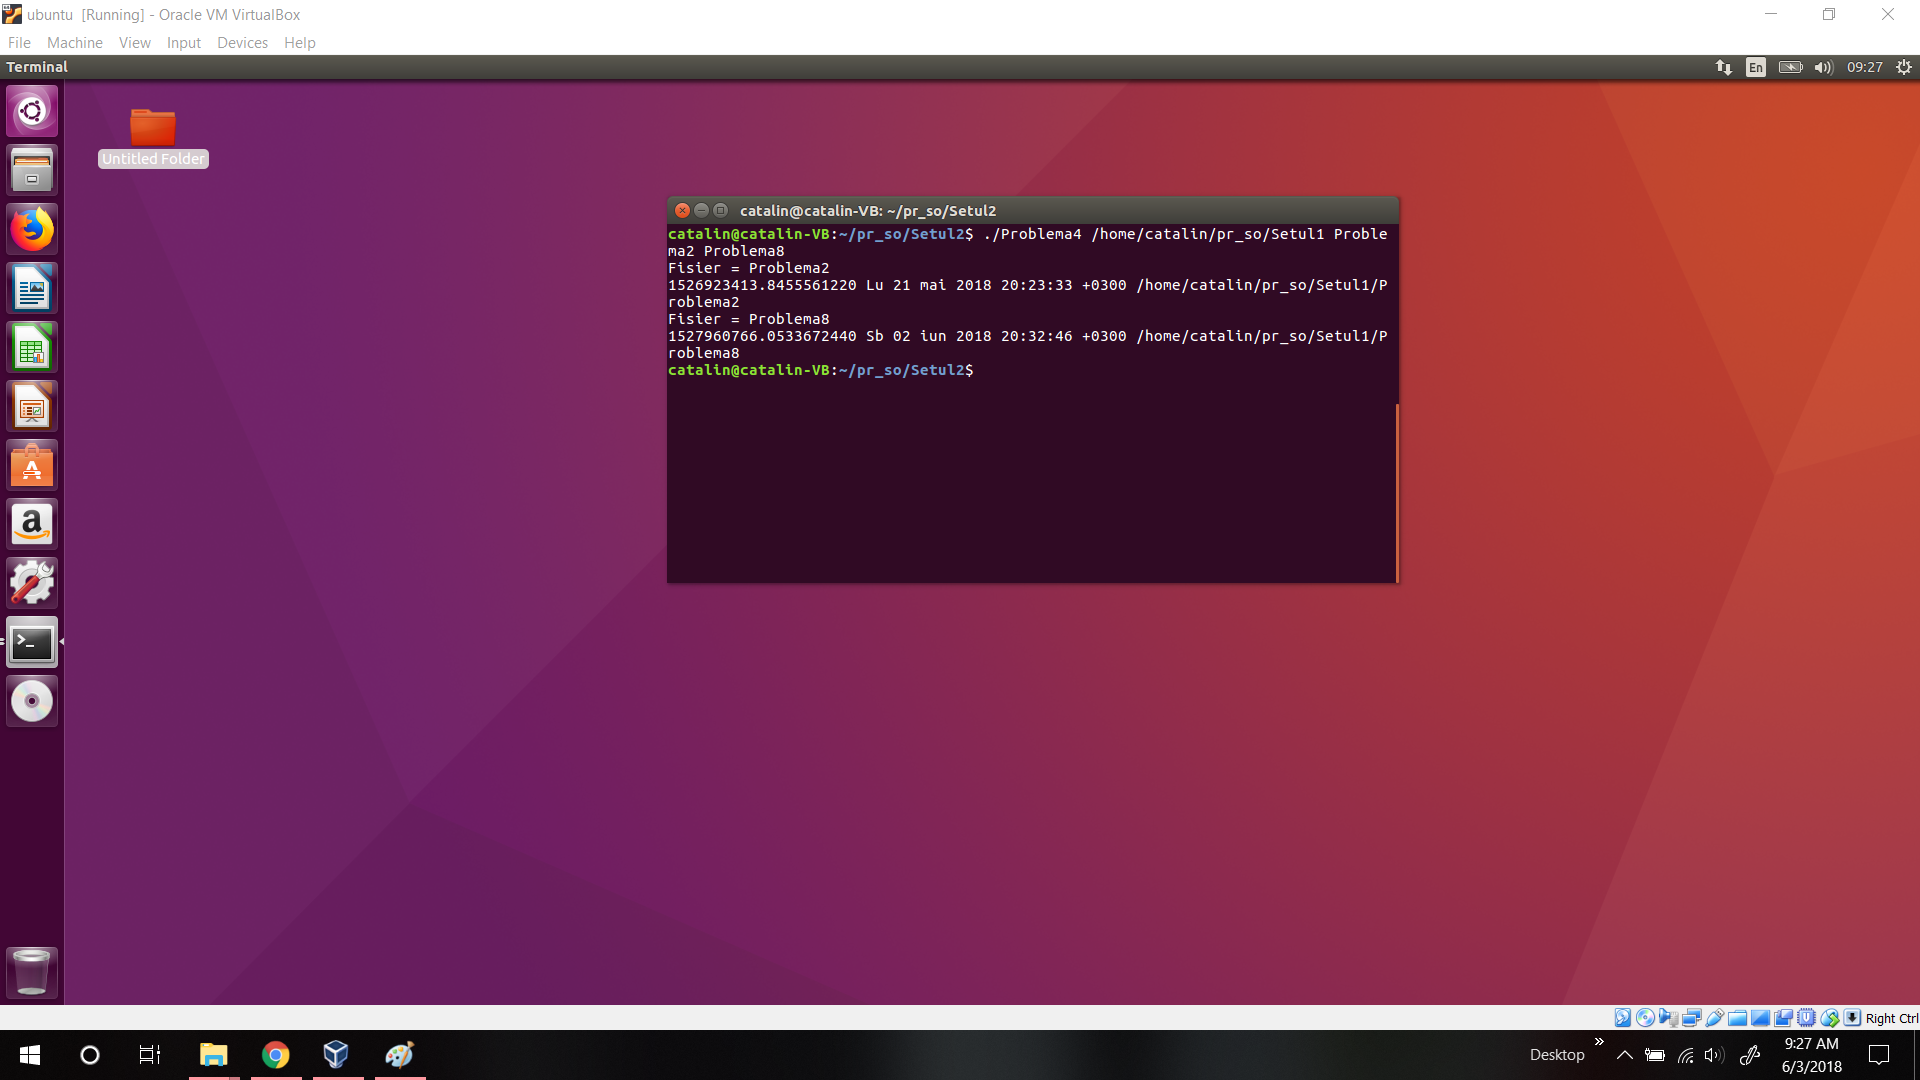 ubuntu [Running] - Oracle VM VirtualBox
File Machine View Input Devices Help
Terminal
En
09:27
Untitled Folder
catalin@catalin-VB: ~/pr_so/Setul2
catalin@catalin-VB:~/pr_so/Setul2$ ./Problema4 /home/catalin/pr_so/Setul1 Proble
ma2 Problema8
Fisier = Problema2
1526923413.8455561220 Lu 21 mai 2018 20:23:33 +0300 /home/catalin/pr_so/Setul1/P
roblema2
Fisier = Problema8
1527960766.0533672440 Sb 02 iun 2018 20:32:46 +0300 /home/catalin/pr_so/Setul1/P
roblema8
catalin@catalin-VB:~/pr_so/Setul2$
Right Ctrl
Desktop
9:27 AM
6/3/2018